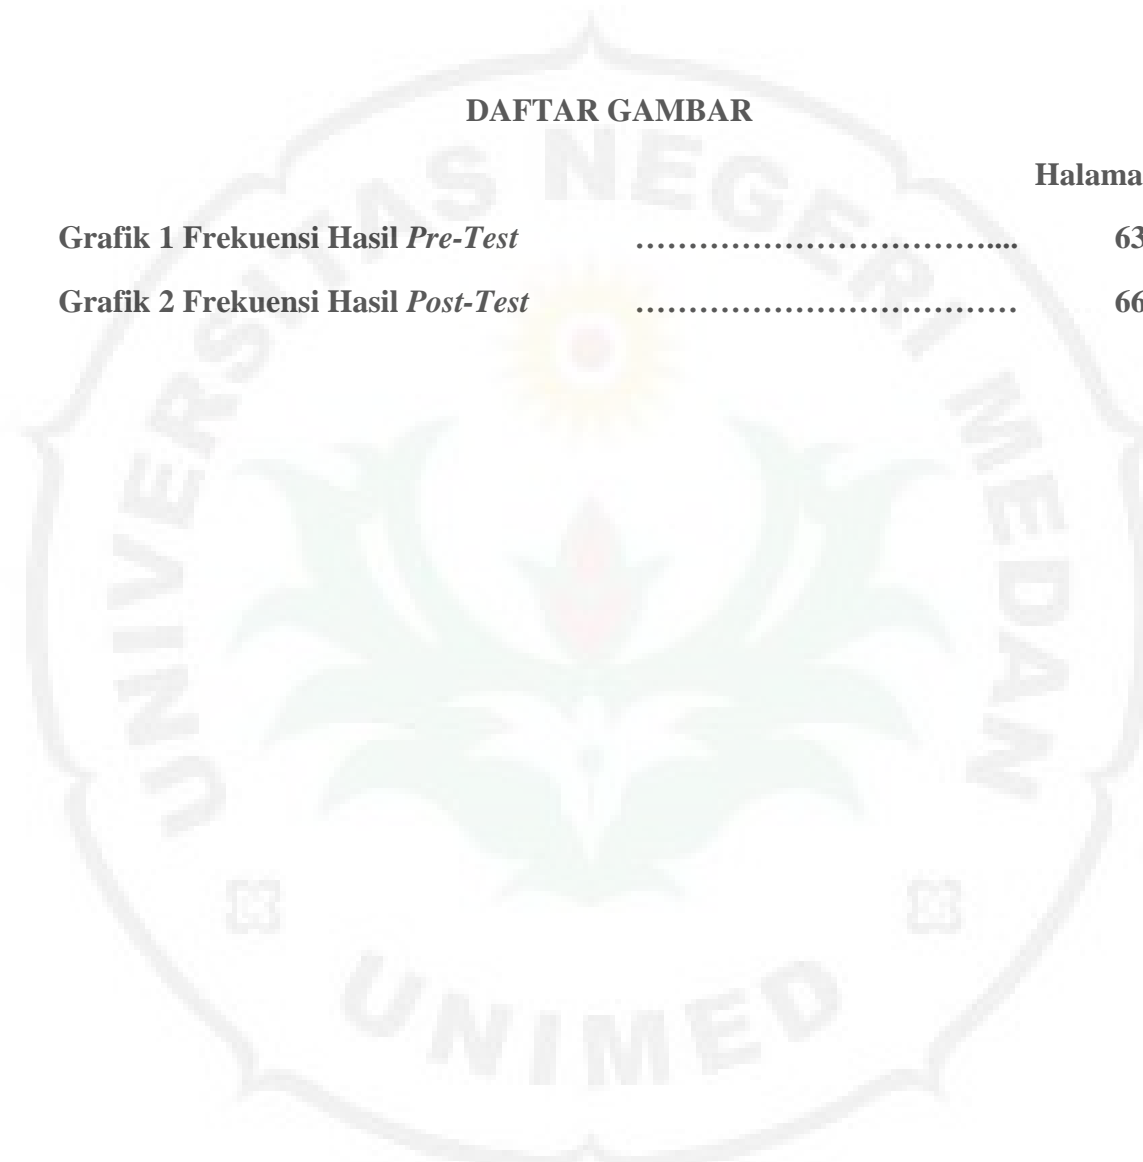 DAFTAR GAMBAR
Halama
Grafik 1 Frekuensi Hasil Pre-Test ……………………………….... 63
Grafik 2 Frekuensi Hasil Post-Test ……………………………… 66
UNIVERSITAS NEGERI MEDAN
UNIMED